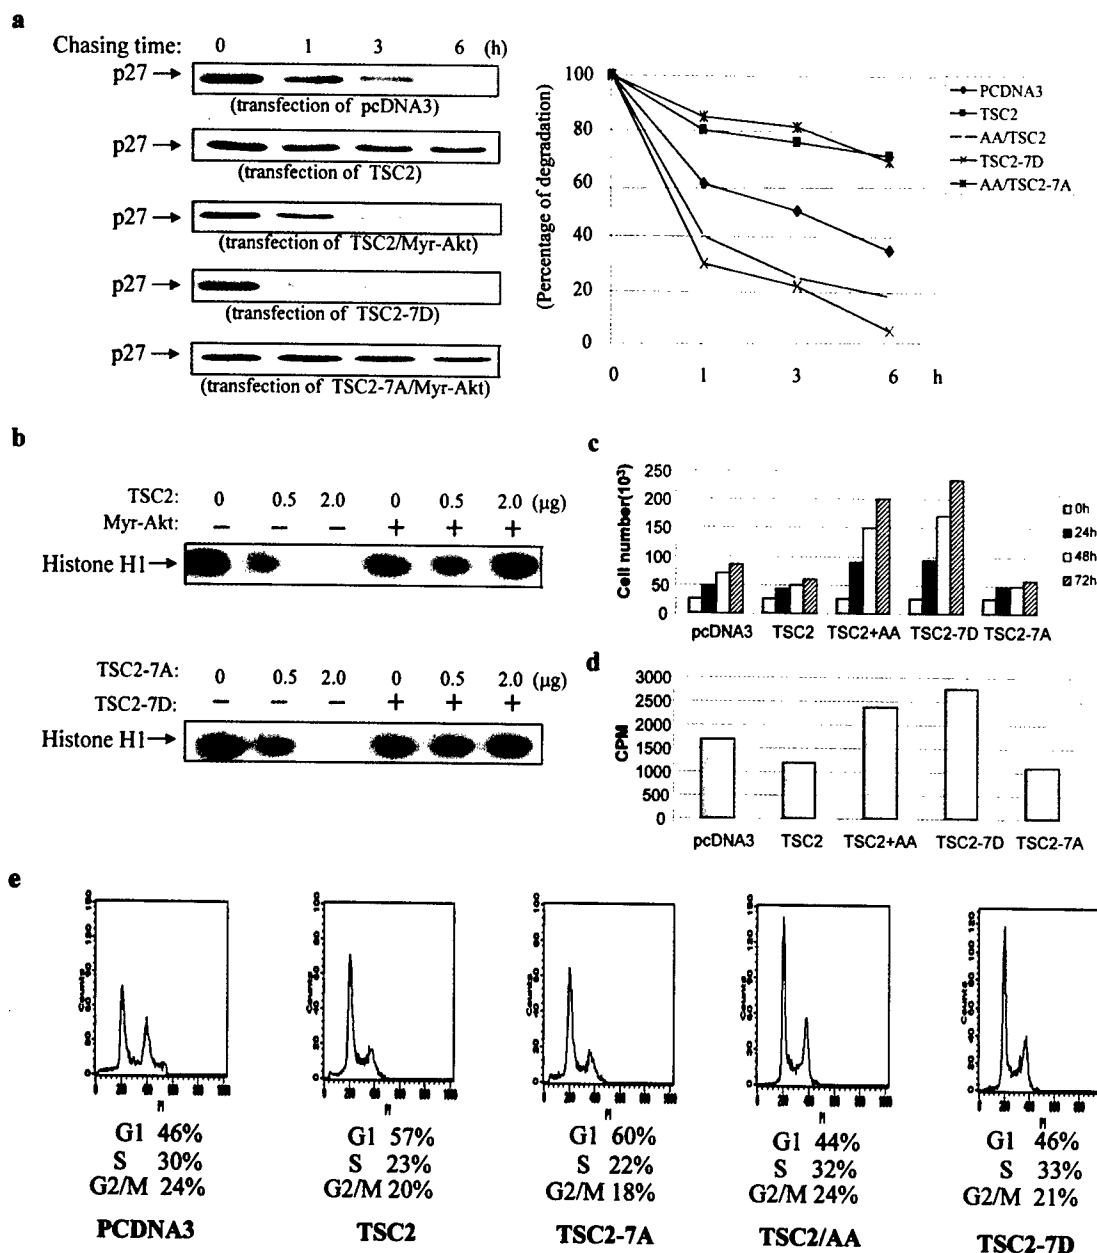 a
Chasing time: 0 1 3 6 (h)
p27
(transfection of pcDNA3)
p27
(transfection of TSC2)
p27
(transfection of TSC2/Myr-Akt)
p27
(transfection of TSC2-7D)
p27
(transfection of TSC2-7A/Myr-Akt)
(Percentage of degradation)
100
80
60
40
20
0
0 1 3 6 h
PCDNA3
TSC2
AA/TSC2
TSC2-7D
AA/TSC2-7A
b
TSC2: 0 0.5 2.0 0 0.5 2.0 (μg)
Myr-Akt: − − − + + +
Histone H1
TSC2-7A: 0 0.5 2.0 0 0.5 2.0 (μg)
TSC2-7D: − − − + + +
Histone H1
c
Cell number(10³)
250
200
150
100
50
0
pcDNA3 TSC2 TSC2+AA TSC2-7D TSC2-7A
0h
24h
48h
72h
d
CPM
3000
2500
2000
1500
1000
500
0
pcDNA3 TSC2 TSC2+AA TSC2-7D TSC2-7A
e
Counts
G1 46%
S 30%
G2/M 24%
PCDNA3
Counts
G1 57%
S 23%
G2/M 20%
TSC2
Counts
G1 60%
S 22%
G2/M 18%
TSC2-7A
Counts
G1 44%
S 32%
G2/M 24%
TSC2/AA
Counts
G1 46%
S 33%
G2/M 21%
TSC2-7D